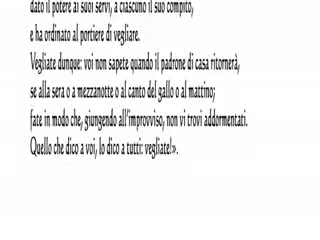 dato il potere ai suoi servi, a ciascuno il suo compito,
e ha ordinato al portiere di vegliare.
Vegliate dunque: voi non sapete quando il padrone di casa ritornerà,
se alla sera o a mezzanotte o al canto del gallo o al mattino;
fate in modo che, giungendo all'improvviso, non vi trovi addormentati.
Quello che dico a voi, lo dico a tutti: vegliate!».